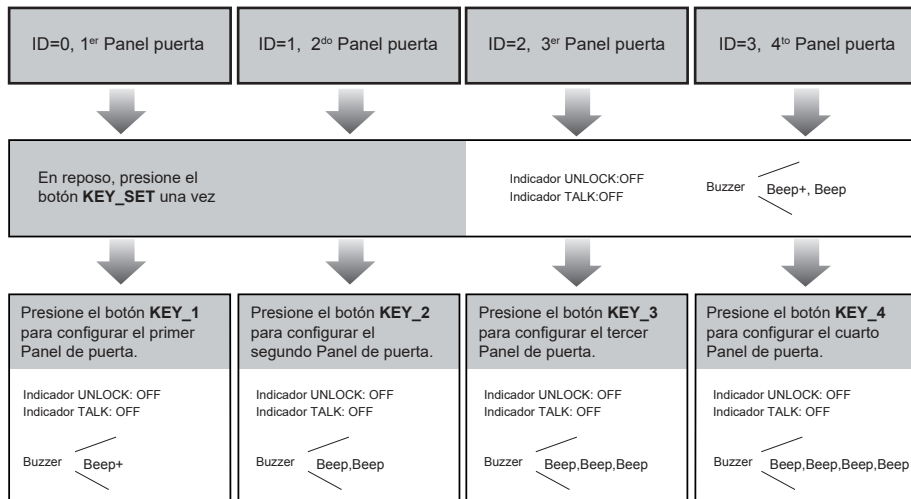 ID=0, 1er Panel puerta
ID=1, 2do Panel puerta
ID=2, 3er Panel puerta
ID=3, 4to Panel puerta
En reposo, presione el
botón KEY_SET una vez
Indicador UNLOCK:OFF
Indicador TALK:OFF
Buzzer
Beep+, Beep
Presione el botón KEY_1
para configurar el primer
Panel de puerta.
Indicador UNLOCK: OFF
Indicador TALK: OFF
Buzzer
Beep+
Presione el botón KEY_2
para configurar el
segundo Panel de puerta.
Indicador UNLOCK: OFF
Indicador TALK: OFF
Buzzer
Beep,Beep
Presione el botón KEY_3
para configurar el tercer
Panel de puerta.
Indicador UNLOCK: OFF
Indicador TALK: OFF
Buzzer
Beep,Beep,Beep
Presione el botón KEY_4
para configurar el cuarto
Panel de puerta.
Indicador UNLOCK: OFF
Indicador TALK: OFF
Buzzer
Beep,Beep,Beep,Beep